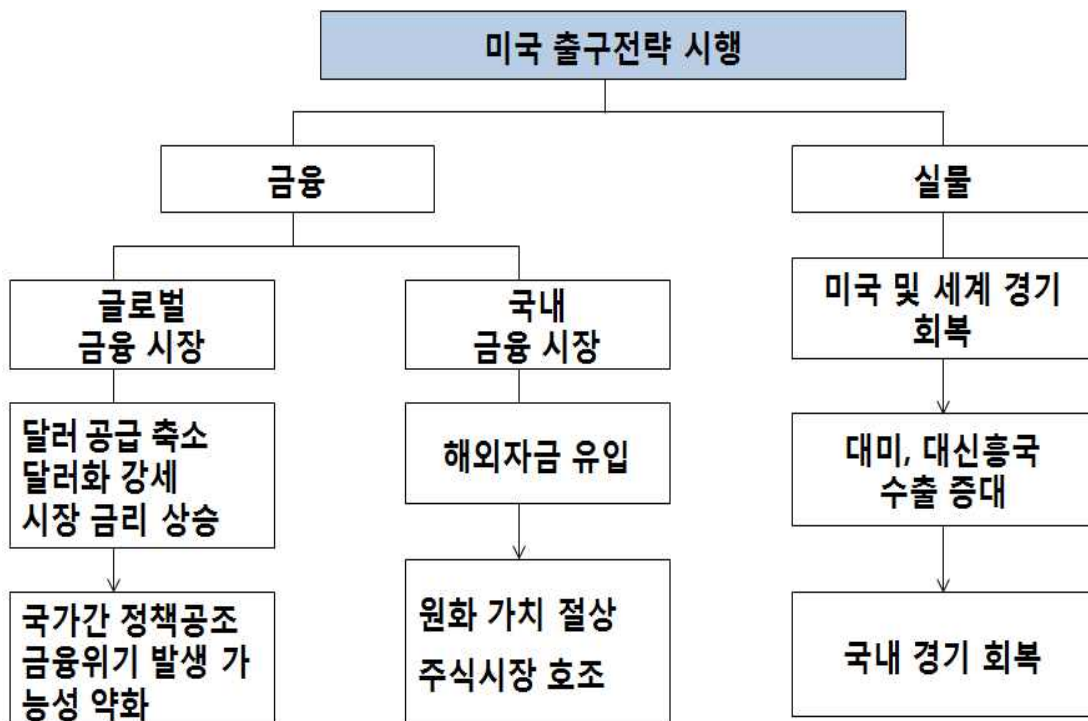 미국 출구전략 시행
금융
실물
글로벌
금융 시장
국내
금융 시장
미국 및 세계 경기
회복
달러 공급 축소
달러화 강세
시장 금리 상승
해외자금 유입
대미, 대신흥국
수출 증대
국가간 정책공조
금융위기 발생 가
능성 약화
원화 가치 절상
주식시장 호조
국내 경기 회복